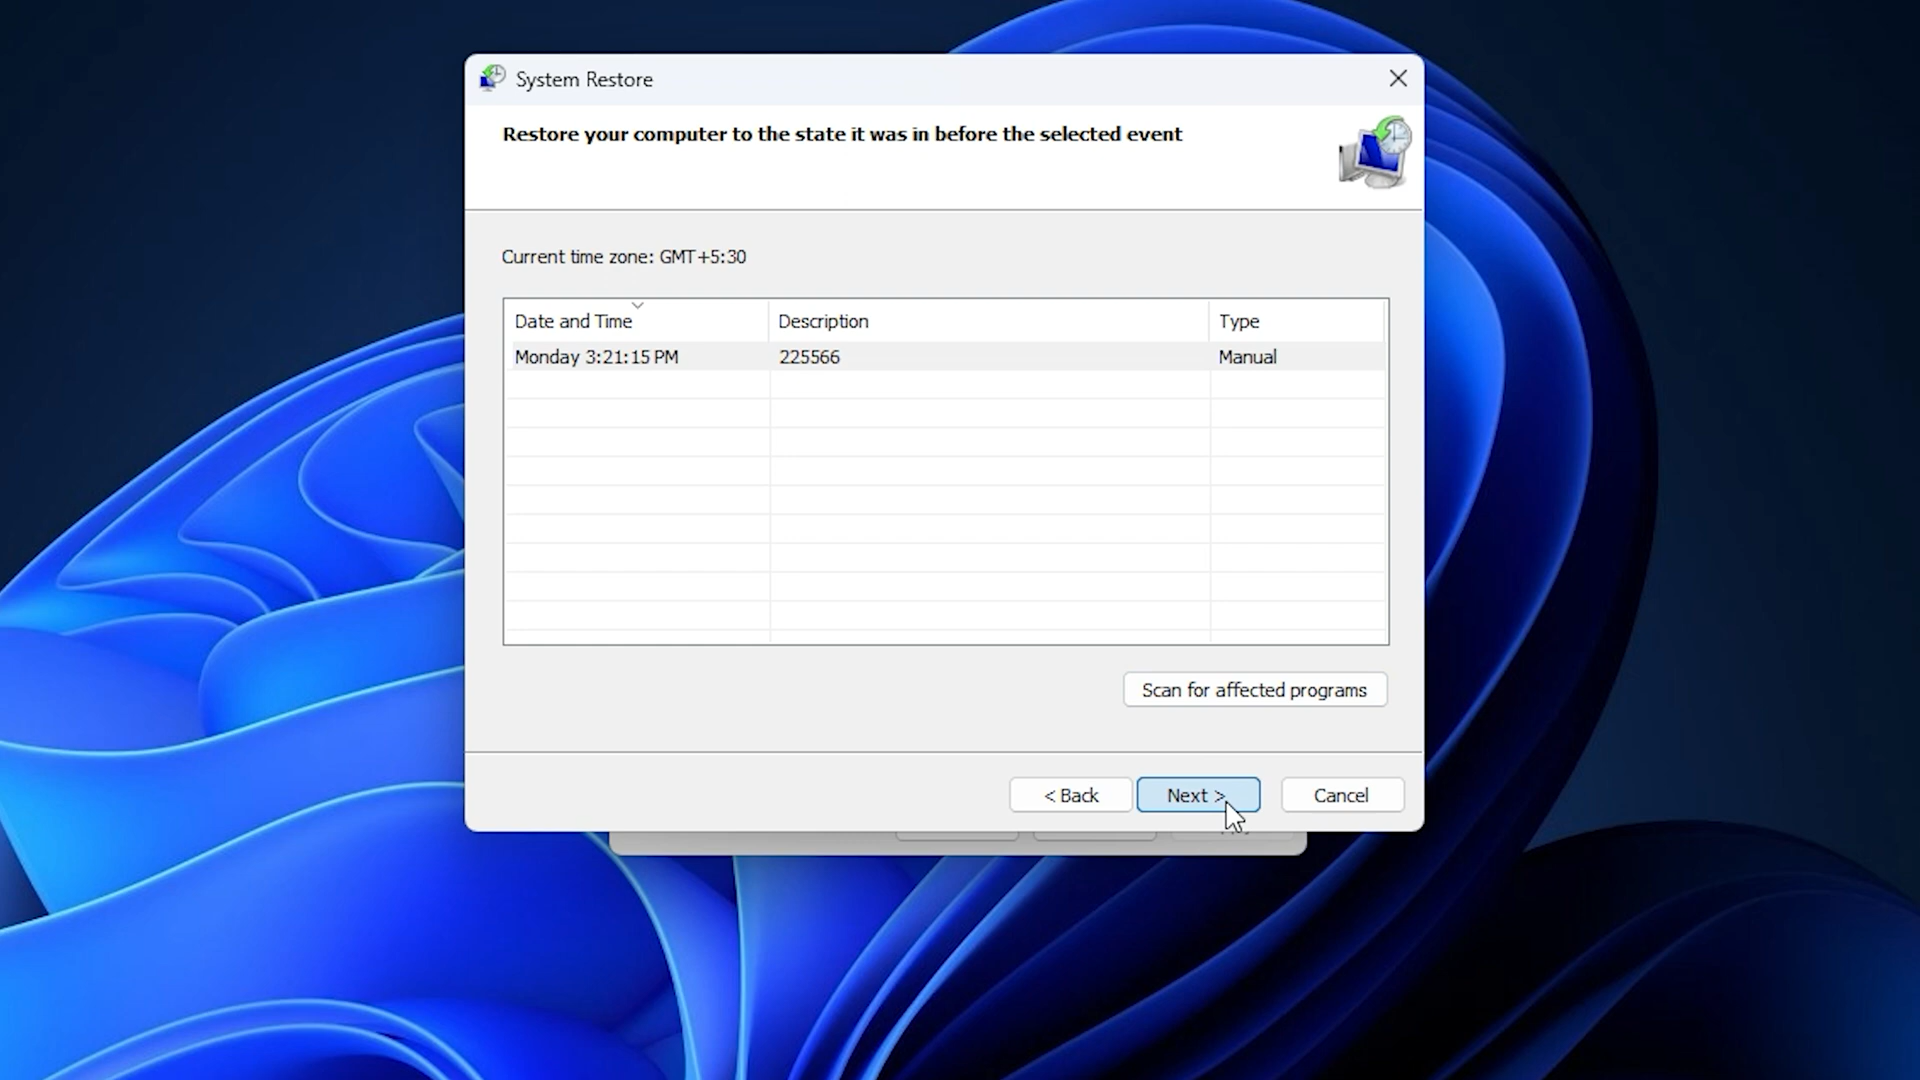 System Restore
Restore your computer to the state it was in before the selected event
Current time zone: GMT+5:30
Date and Time Description Type
Monday 3:21:15 PM 225566 Manual
Scan for affected programs
< Back Next > Cancel